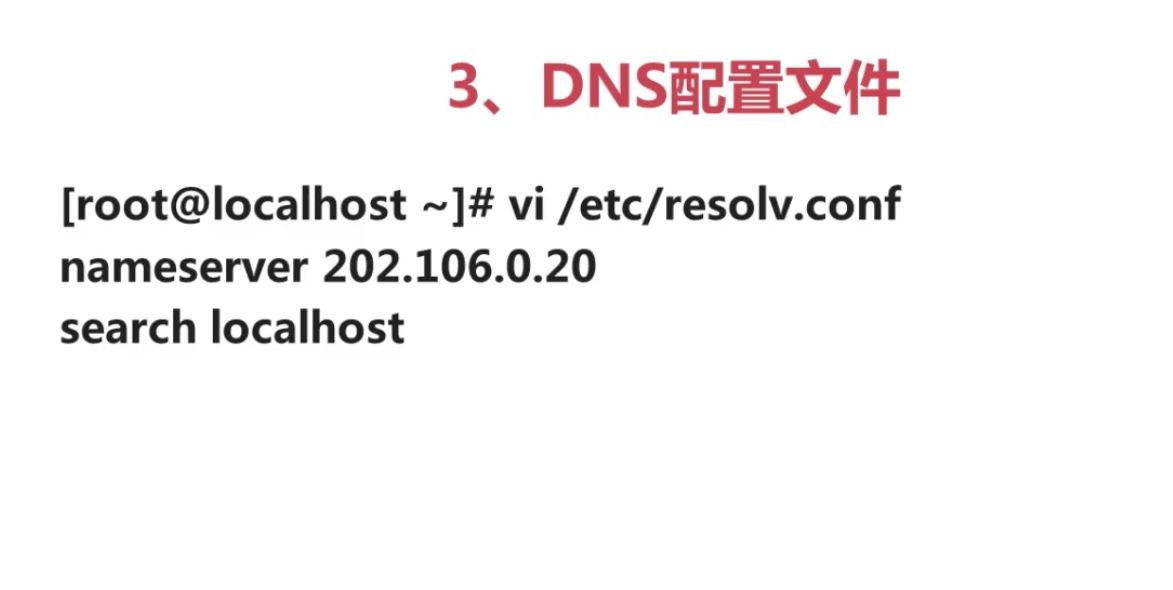 3、DNS配置文件
[root@localhost ~]# vi /etc/resolv.conf
nameserver 202.106.0.20
search localhost